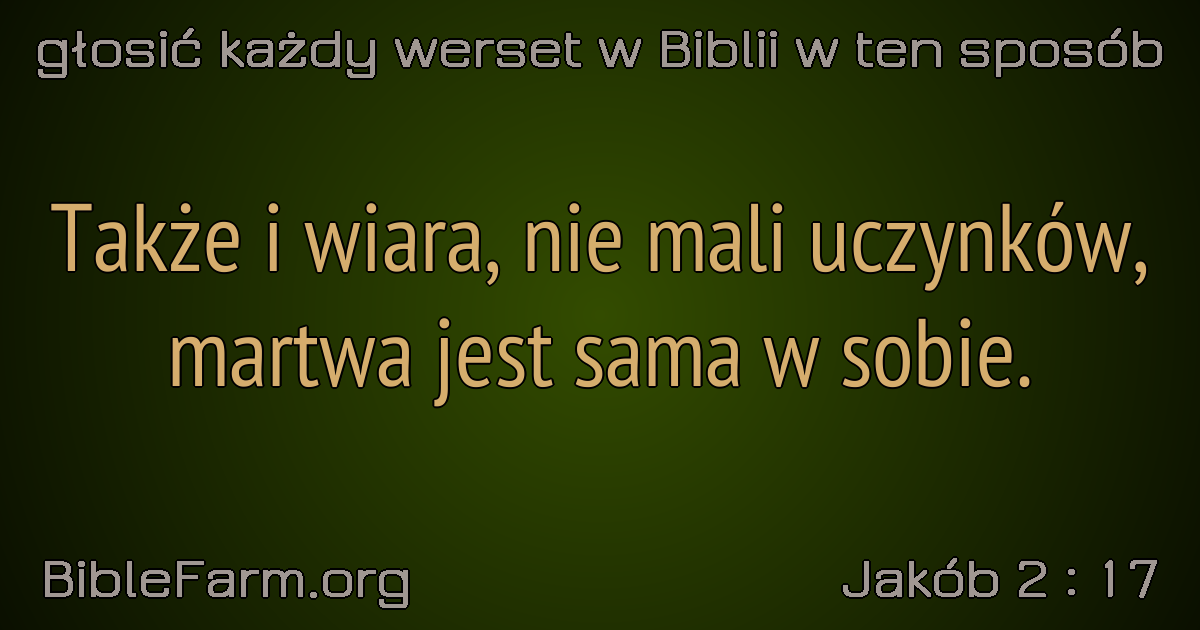 głosić każdy werset w Biblii w ten sposób
Także i wiara, nie mali uczynków,
martwa jest sama w sobie.
BibleFarm.org
Jakób 2 : 17